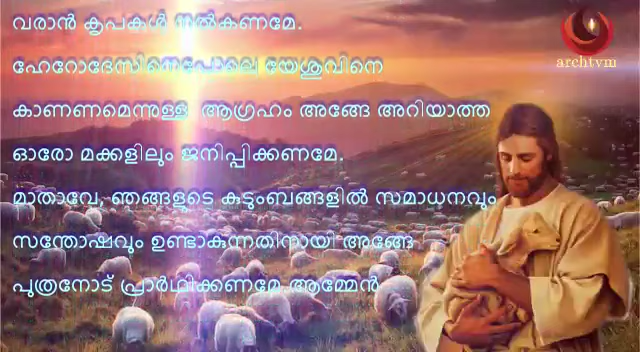 വരാൻ കൃപകൾ നൽകണമേ.
ഹേറോദേസിനെപോലെ യേശുവിനെ
കാണണമെന്നുള്ള ആഗ്രഹം അങ്ങേ അറിയാത്ത
ഓരോ മക്കളിലും ജനിപ്പിക്കണമേ.
മാതാവേ, ഞങ്ങളുടെ കുടുംബങ്ങളിൽ സമാധനവും
സന്തോഷവും ഉണ്ടാകുന്നതിനായി അങ്ങേ
പുത്രനോട് പ്രാർഥിക്കണമേ.ആമ്മേൻ
archtvm